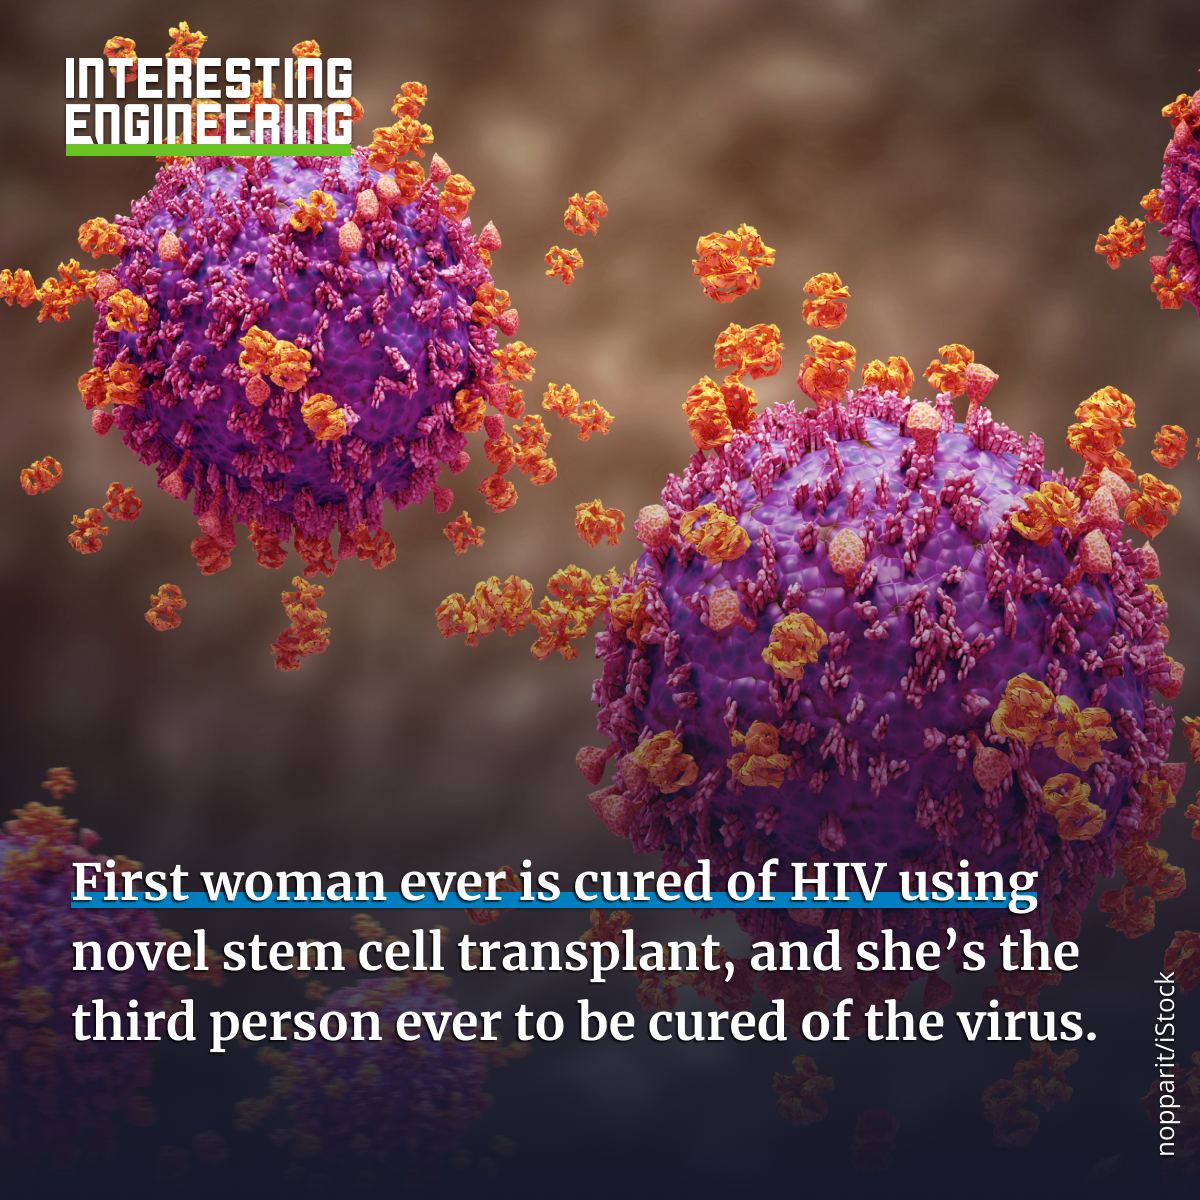 INTERESTING
ENGINEERING
First woman ever is cured of HIV using
novel stem cell transplant, and she’s the
third person ever to be cured of the virus.
nopparit/iStock